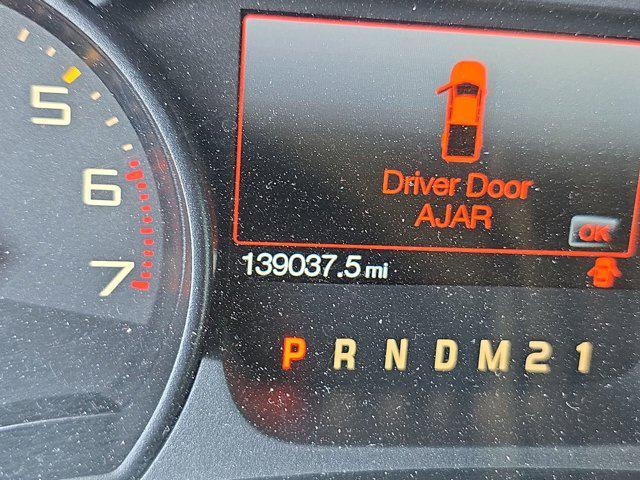 5
6
7
Driver Door
AJAR
OK
139037.5 mi
P R N D M 2 1